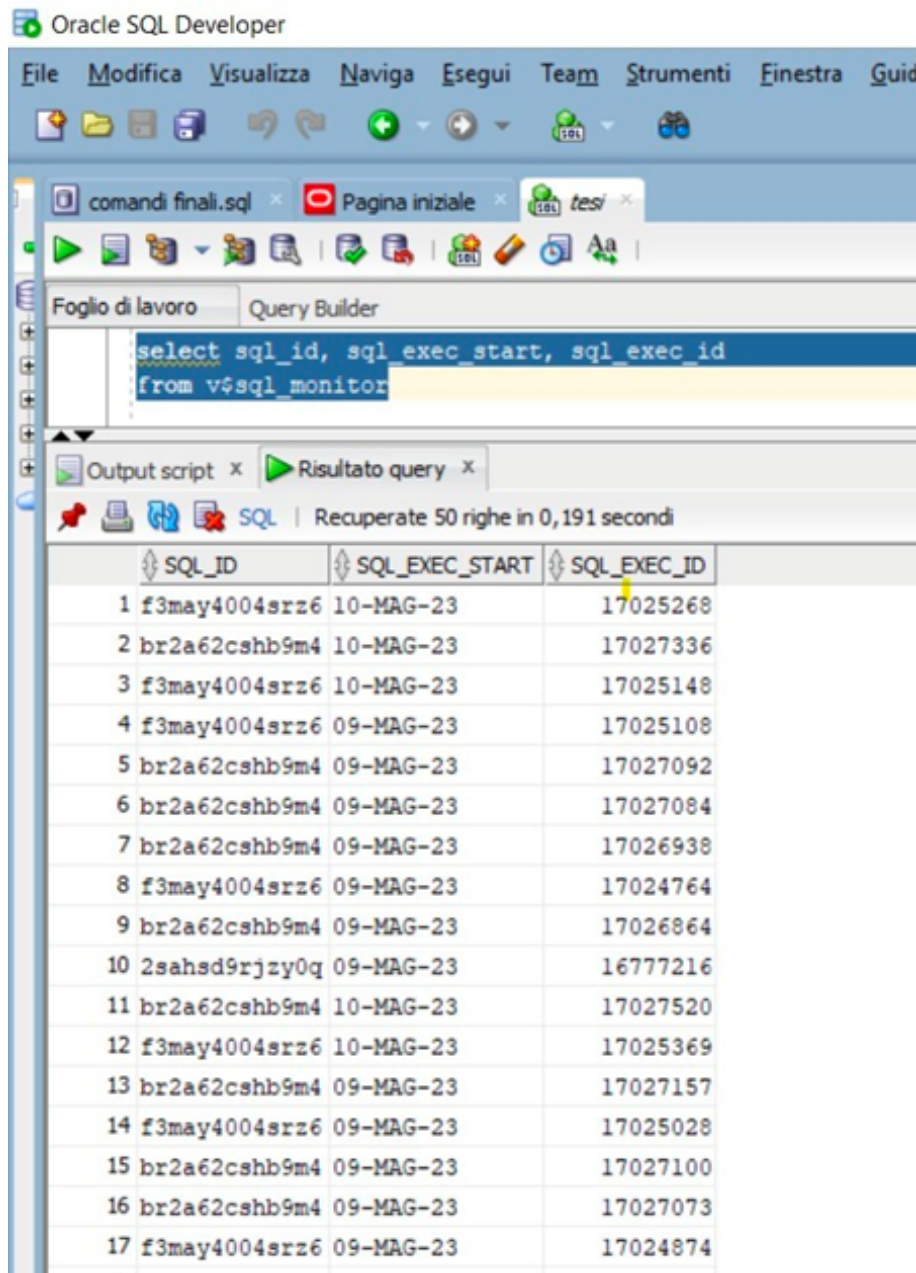 Oracle SQL Developer
File Modifica Visualizza Naviga Esegui Team Strumenti Finestra
comandi finali.sql × Pagina iniziale × tesi ×
Foglio di lavoro Query Builder
select sql_id, sql_exec_start, sql_exec_id
from v$sql_monitor
Output script × Risultato query ×
SQL | Recuperate 50 righe in 0,191 secondi
SQL_ID SQL_EXEC_START SQL_EXEC_ID
1 f3may4004srz6 10-MAG-23 17025268
2 br2a62cshb9m4 10-MAG-23 17027336
3 f3may4004srz6 10-MAG-23 17025148
4 f3may4004srz6 09-MAG-23 17025108
5 br2a62cshb9m4 09-MAG-23 17027092
6 br2a62cshb9m4 09-MAG-23 17027084
7 br2a62cshb9m4 09-MAG-23 17026938
8 f3may4004srz6 09-MAG-23 17024764
9 br2a62cshb9m4 09-MAG-23 17026864
10 2sahsd9rjzy0q 09-MAG-23 16777216
11 br2a62cshb9m4 10-MAG-23 17027520
12 f3may4004srz6 10-MAG-23 17025369
13 br2a62cshb9m4 09-MAG-23 17027157
14 f3may4004srz6 09-MAG-23 17025028
15 br2a62cshb9m4 09-MAG-23 17027100
16 br2a62cshb9m4 09-MAG-23 17027073
17 f3may4004srz6 09-MAG-23 17024874